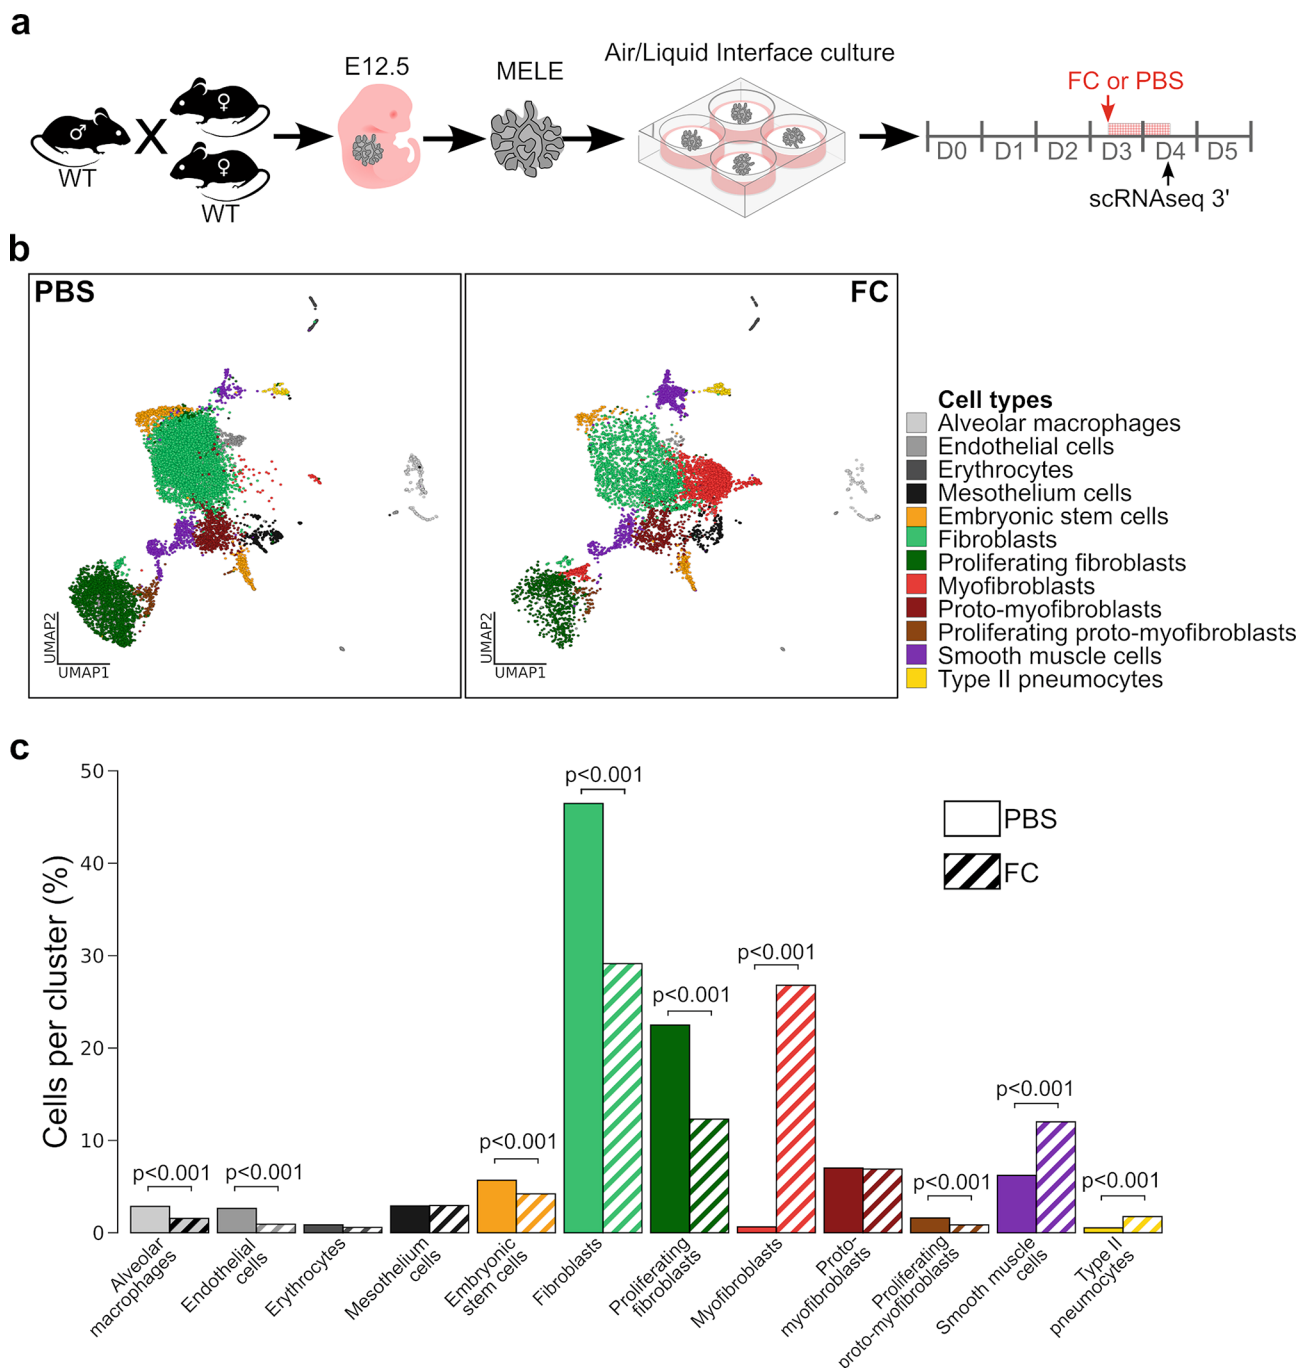 a
E12.5
MELE
Air/Liquid Interface culture
FC or PBS
♂
X
♀
♀
WT
WT
D0
D1
D2
D3
D4
D5
scRNAseq 3'
b
PBS
FC
UMAP2
UMAP1
UMAP2
UMAP1
Cell types
Alveolar macrophages
Endothelial cells
Erythrocytes
Mesothelium cells
Embryonic stem cells
Fibroblasts
Proliferating fibroblasts
Myofibroblasts
Proto-myofibroblasts
Proliferating proto-myofibroblasts
Smooth muscle cells
Type II pneumocytes
c
Cells per cluster (%)
50
40
30
20
10
0
p<0.001
p<0.001
p<0.001
p<0.001
p<0.001
p<0.001
p<0.001
p<0.001
p<0.001
PBS
FC
Alveolar
macrophages
Endothelial
cells
Erythrocytes
Mesothelium
cells
Embryonic
stem cells
Fibroblasts
Proliferating
fibroblasts
Myofibroblasts
Proto-
myofibroblasts
Proliferating
proto-myofibroblasts
Smooth muscle
cells
Type II
pneumocytes